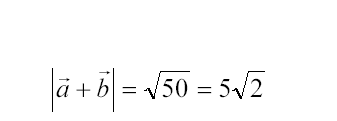 |a⃗ + b⃗| = √50 = 5√2